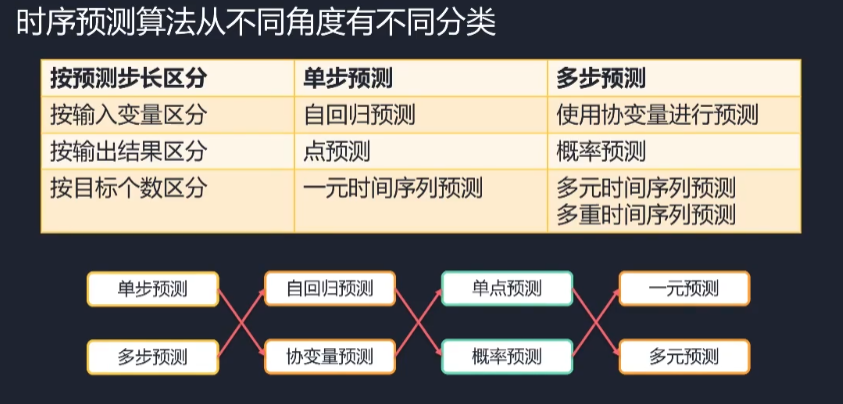 时序预测算法从不同角度有不同分类
按预测步长区分 单步预测 多步预测
按输入变量区分 自回归预测 使用协变量进行预测
按输出结果区分 点预测 概率预测
按目标个数区分 一元时间序列预测 多元时间序列预测
多重时间序列预测
单步预测 自回归预测 单点预测 一元预测
多步预测 协变量预测 概率预测 多元预测